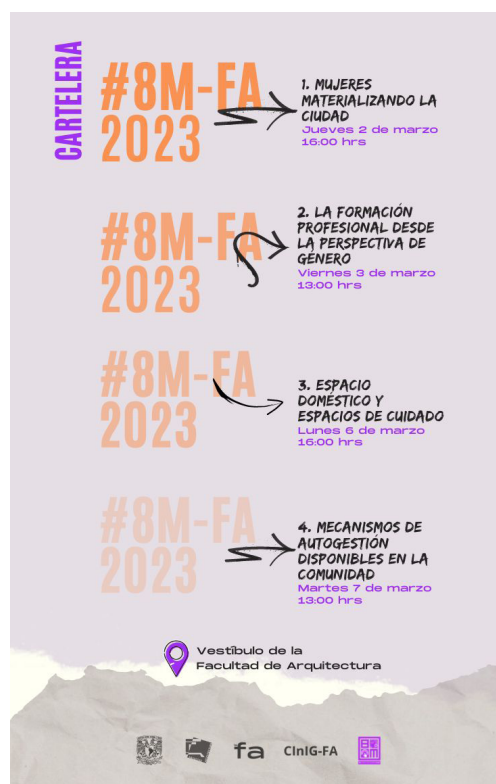 CARTELERA
#8M-FA
2023
1. MUJERES
MATERIALIZANDO LA
CIUDAD
Jueves 2 de marzo
16:00 hrs
#8M-FA
2023
2. LA FORMACIÓN
PROFESIONAL DESDE
LA PERSPECTIVA DE
GÉNERO
Viernes 3 de marzo
13:00 hrs
#8M-FA
2023
3. ESPACIO
DOMÉSTICO Y
ESPACIOS DE CUIDADO
Lunes 6 de marzo
16:00 hrs
#8M-FA
2023
4. MECANISMOS DE
AUTOGESTIÓN
DISPONIBLES EN LA
COMUNIDAD
Martes 7 de marzo
13:00 hrs
Vestíbulo de la
Facultad de Arquitectura
fa
CInIG-FA